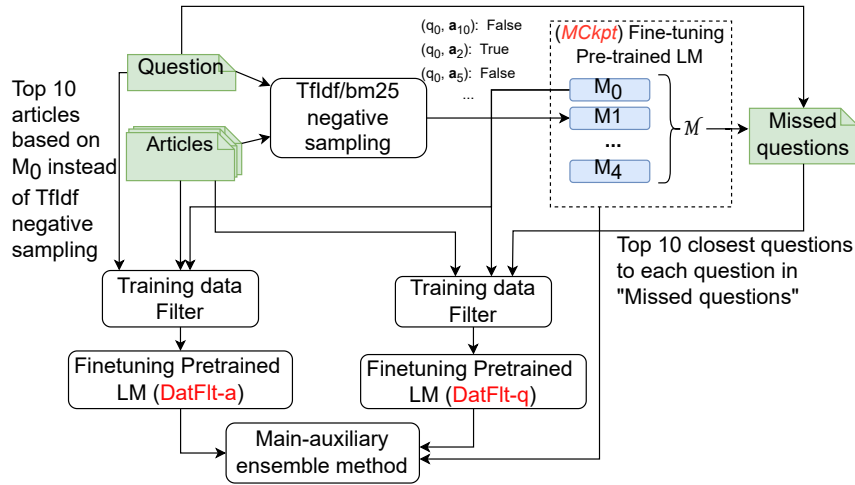 (q0, a10): False
(q0, a2): True
(q0, a5): False
...
(MCkpt) Fine-tuning
Pre-trained LM
M0
M1
...
M4
M
Question
Articles
TfIdf/bm25
negative
sampling
Missed
questions
Top 10
articles
based on
M0 instead
of TfIdf
negative
sampling
Top 10 closest questions
to each question in
"Missed questions"
Training data
Filter
Training data
Filter
Finetuning Pretrained
LM (DatFlt-a)
Finetuning Pretrained
LM (DatFlt-q)
Main-auxiliary
ensemble method